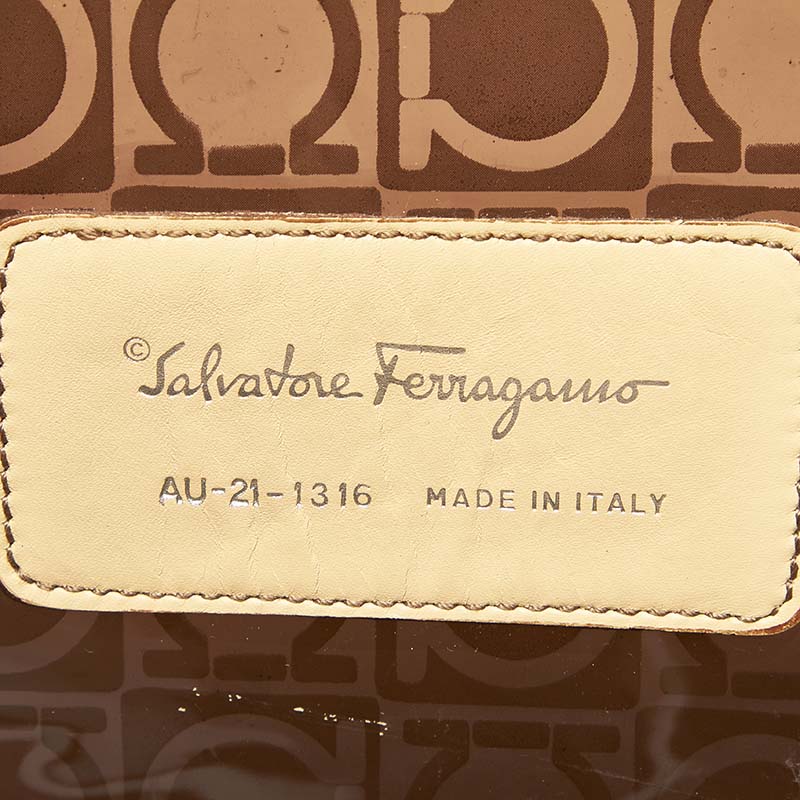 © Salvatore Ferragamo
AU-21-1316 MADE IN ITALY